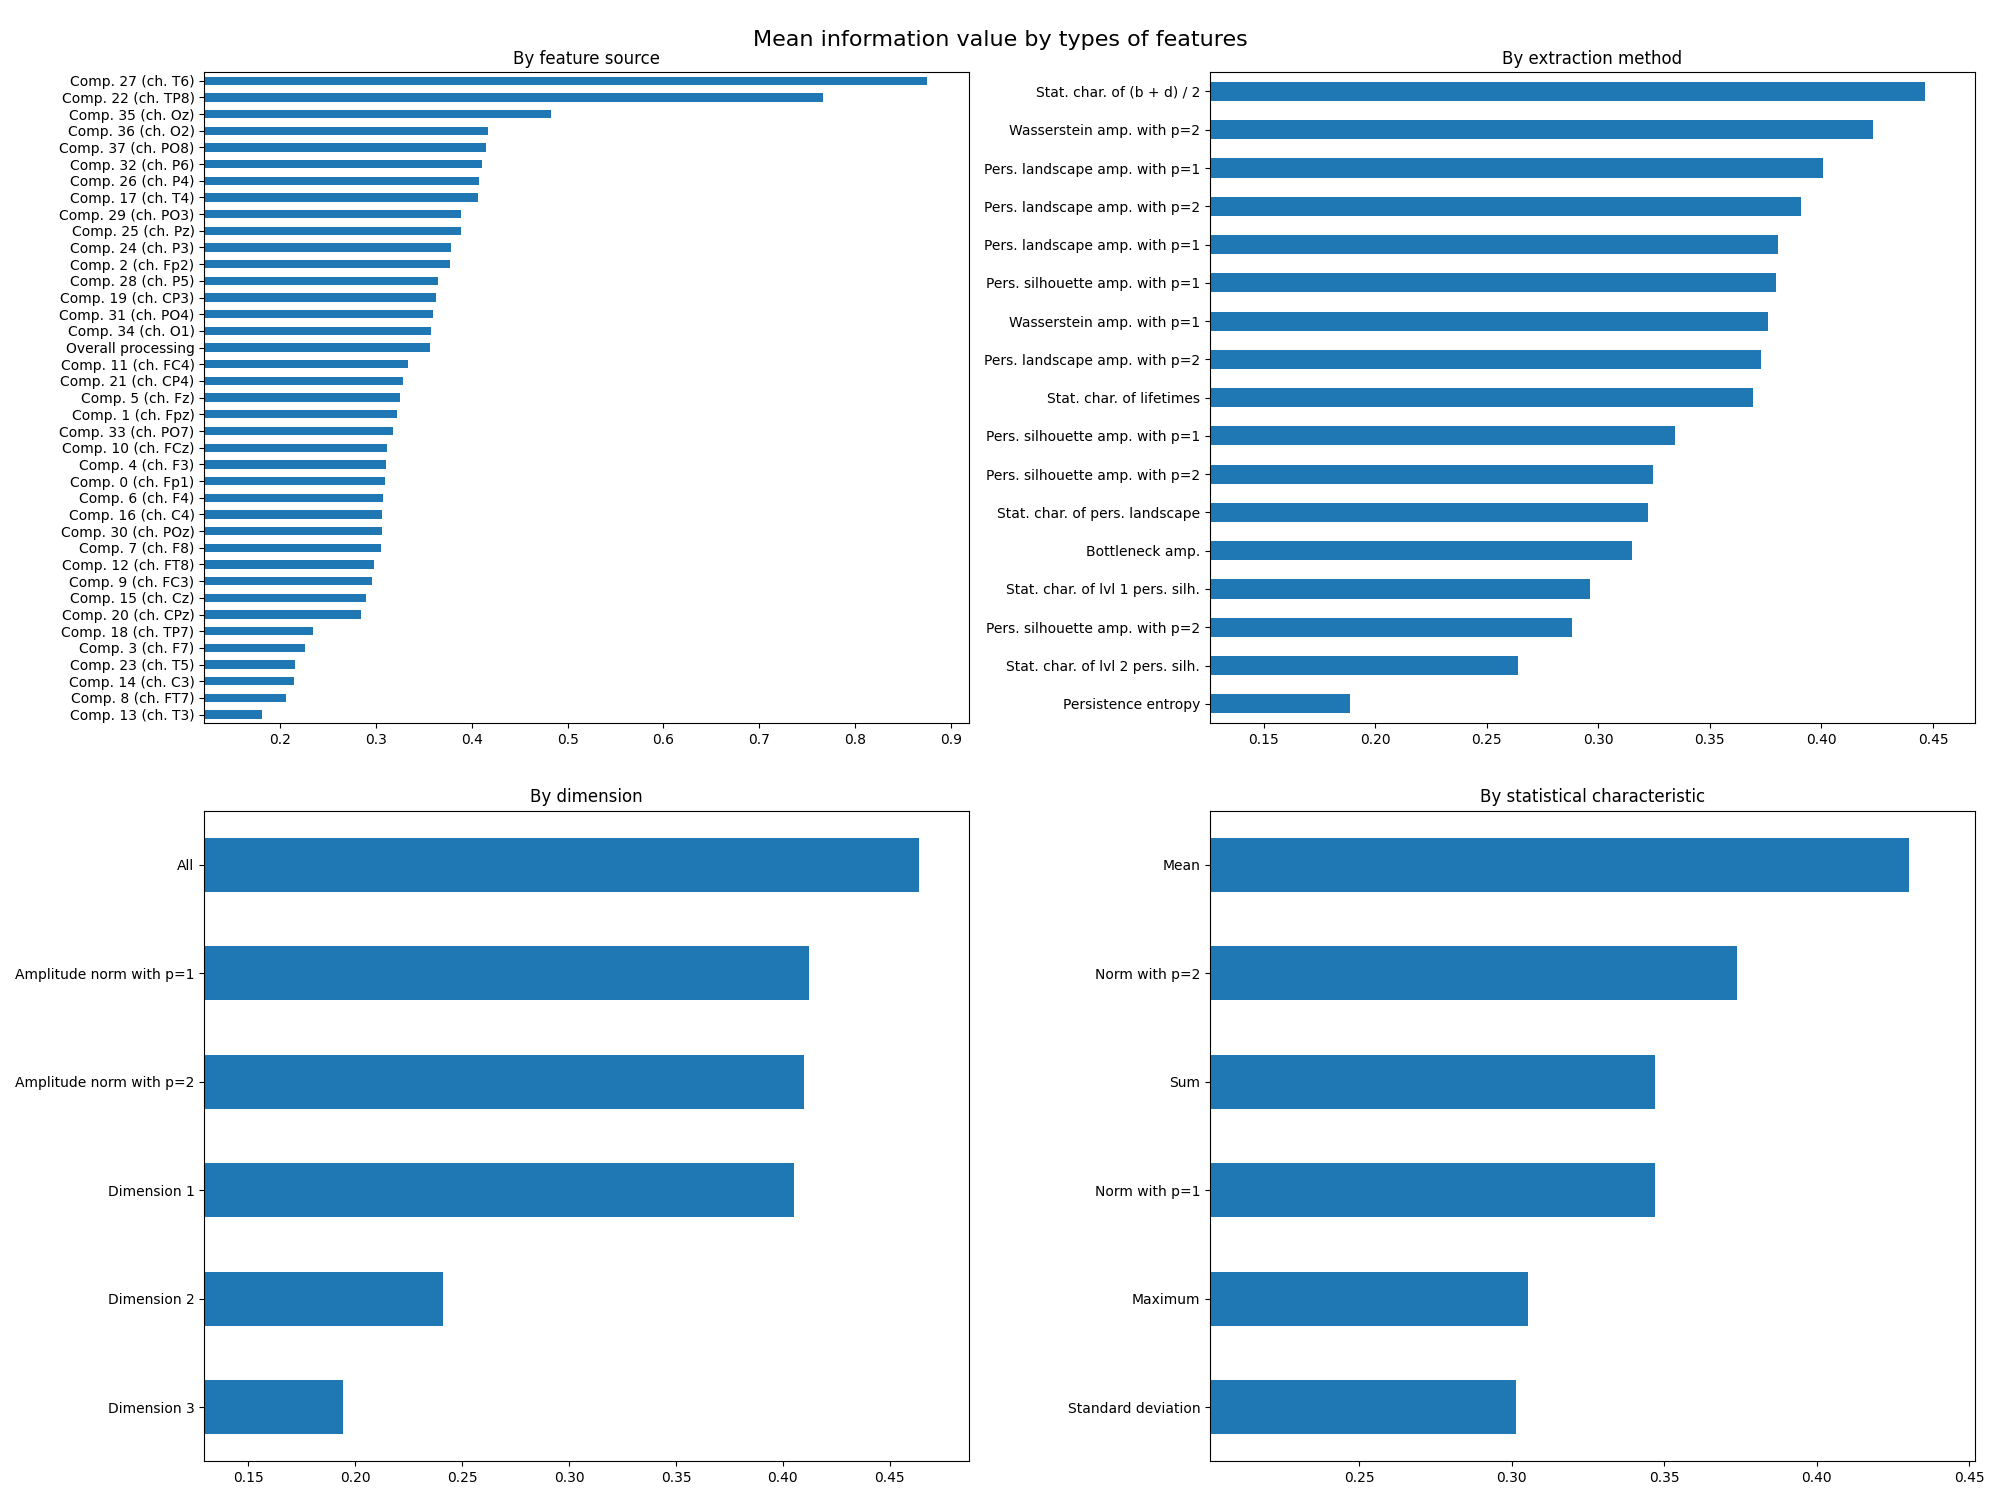 Mean information value by types of features
By feature source
Comp. 27 (ch. T6)
Comp. 22 (ch. TP8)
Comp. 35 (ch. Oz)
Comp. 36 (ch. O2)
Comp. 37 (ch. PO8)
Comp. 32 (ch. P6)
Comp. 26 (ch. P4)
Comp. 17 (ch. T4)
Comp. 29 (ch. PO3)
Comp. 25 (ch. Pz)
Comp. 24 (ch. P3)
Comp. 2 (ch. Fp2)
Comp. 28 (ch. P5)
Comp. 19 (ch. CP3)
Comp. 31 (ch. PO4)
Comp. 34 (ch. O1)
Overall processing
Comp. 11 (ch. FC4)
Comp. 21 (ch. CP4)
Comp. 5 (ch. Fz)
Comp. 1 (ch. Fpz)
Comp. 33 (ch. PO7)
Comp. 10 (ch. FCz)
Comp. 4 (ch. F3)
Comp. 0 (ch. Fp1)
Comp. 6 (ch. F4)
Comp. 16 (ch. C4)
Comp. 30 (ch. POz)
Comp. 7 (ch. F8)
Comp. 12 (ch. FT8)
Comp. 9 (ch. FC3)
Comp. 15 (ch. Cz)
Comp. 20 (ch. CPz)
Comp. 18 (ch. TP7)
Comp. 3 (ch. F7)
Comp. 23 (ch. T5)
Comp. 14 (ch. C3)
Comp. 8 (ch. FT7)
Comp. 13 (ch. T3)
0.2 0.3 0.4 0.5 0.6 0.7 0.8 0.9
By extraction method
Stat. char. of (b + d) / 2
Wasserstein amp. with p=2
Pers. landscape amp. with p=1
Pers. landscape amp. with p=2
Pers. landscape amp. with p=1
Pers. silhouette amp. with p=1
Wasserstein amp. with p=1
Pers. landscape amp. with p=2
Stat. char. of lifetimes
Pers. silhouette amp. with p=1
Pers. silhouette amp. with p=2
Stat. char. of pers. landscape
Bottleneck amp.
Stat. char. of lvl 1 pers. silh.
Pers. silhouette amp. with p=2
Stat. char. of lvl 2 pers. silh.
Persistence entropy
0.15 0.20 0.25 0.30 0.35 0.40 0.45
By dimension
All
Amplitude norm with p=1
Amplitude norm with p=2
Dimension 1
Dimension 2
Dimension 3
0.15 0.20 0.25 0.30 0.35 0.40 0.45
By statistical characteristic
Mean
Norm with p=2
Sum
Norm with p=1
Maximum
Standard deviation
0.25 0.30 0.35 0.40 0.45